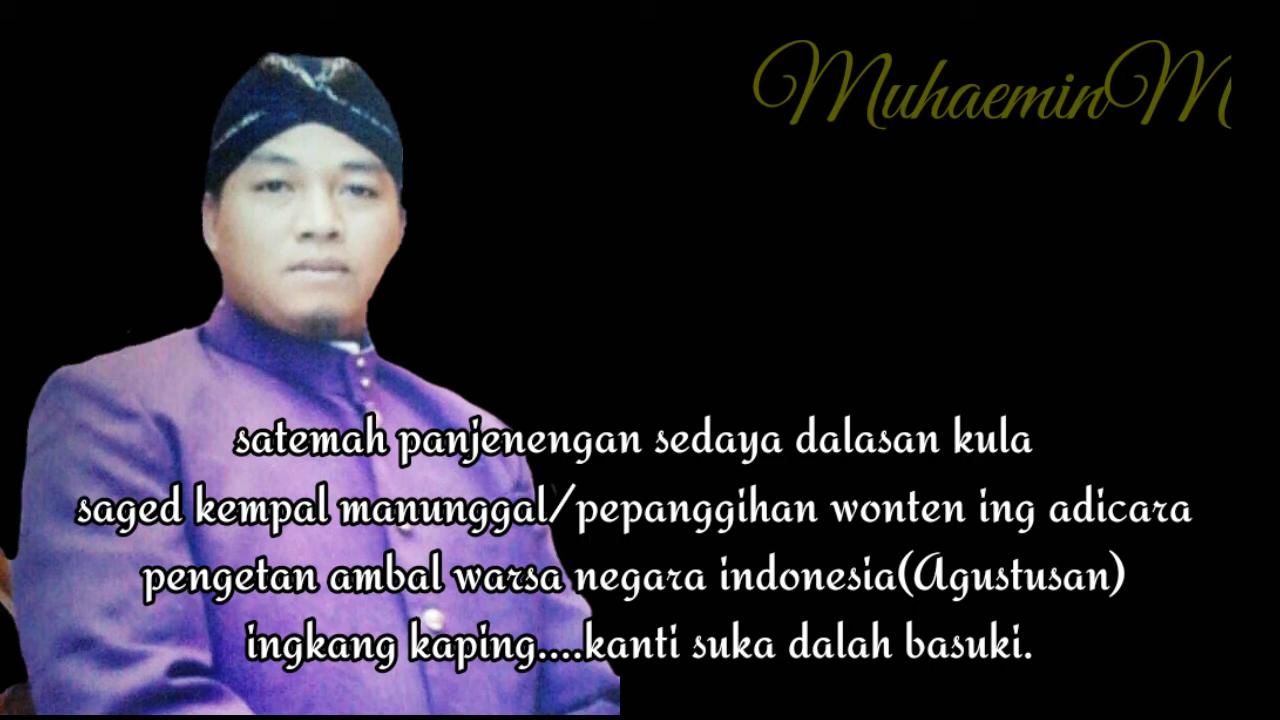 MuhaeminM
satemah panjenengan sedaya dalasan kula
saged kempal manunggal/pepanggihan wonten ing adicara
pengetan ambal warsa negara indonesia(Agustusan)
ingkang kaping....kanti suka dalah basuki.